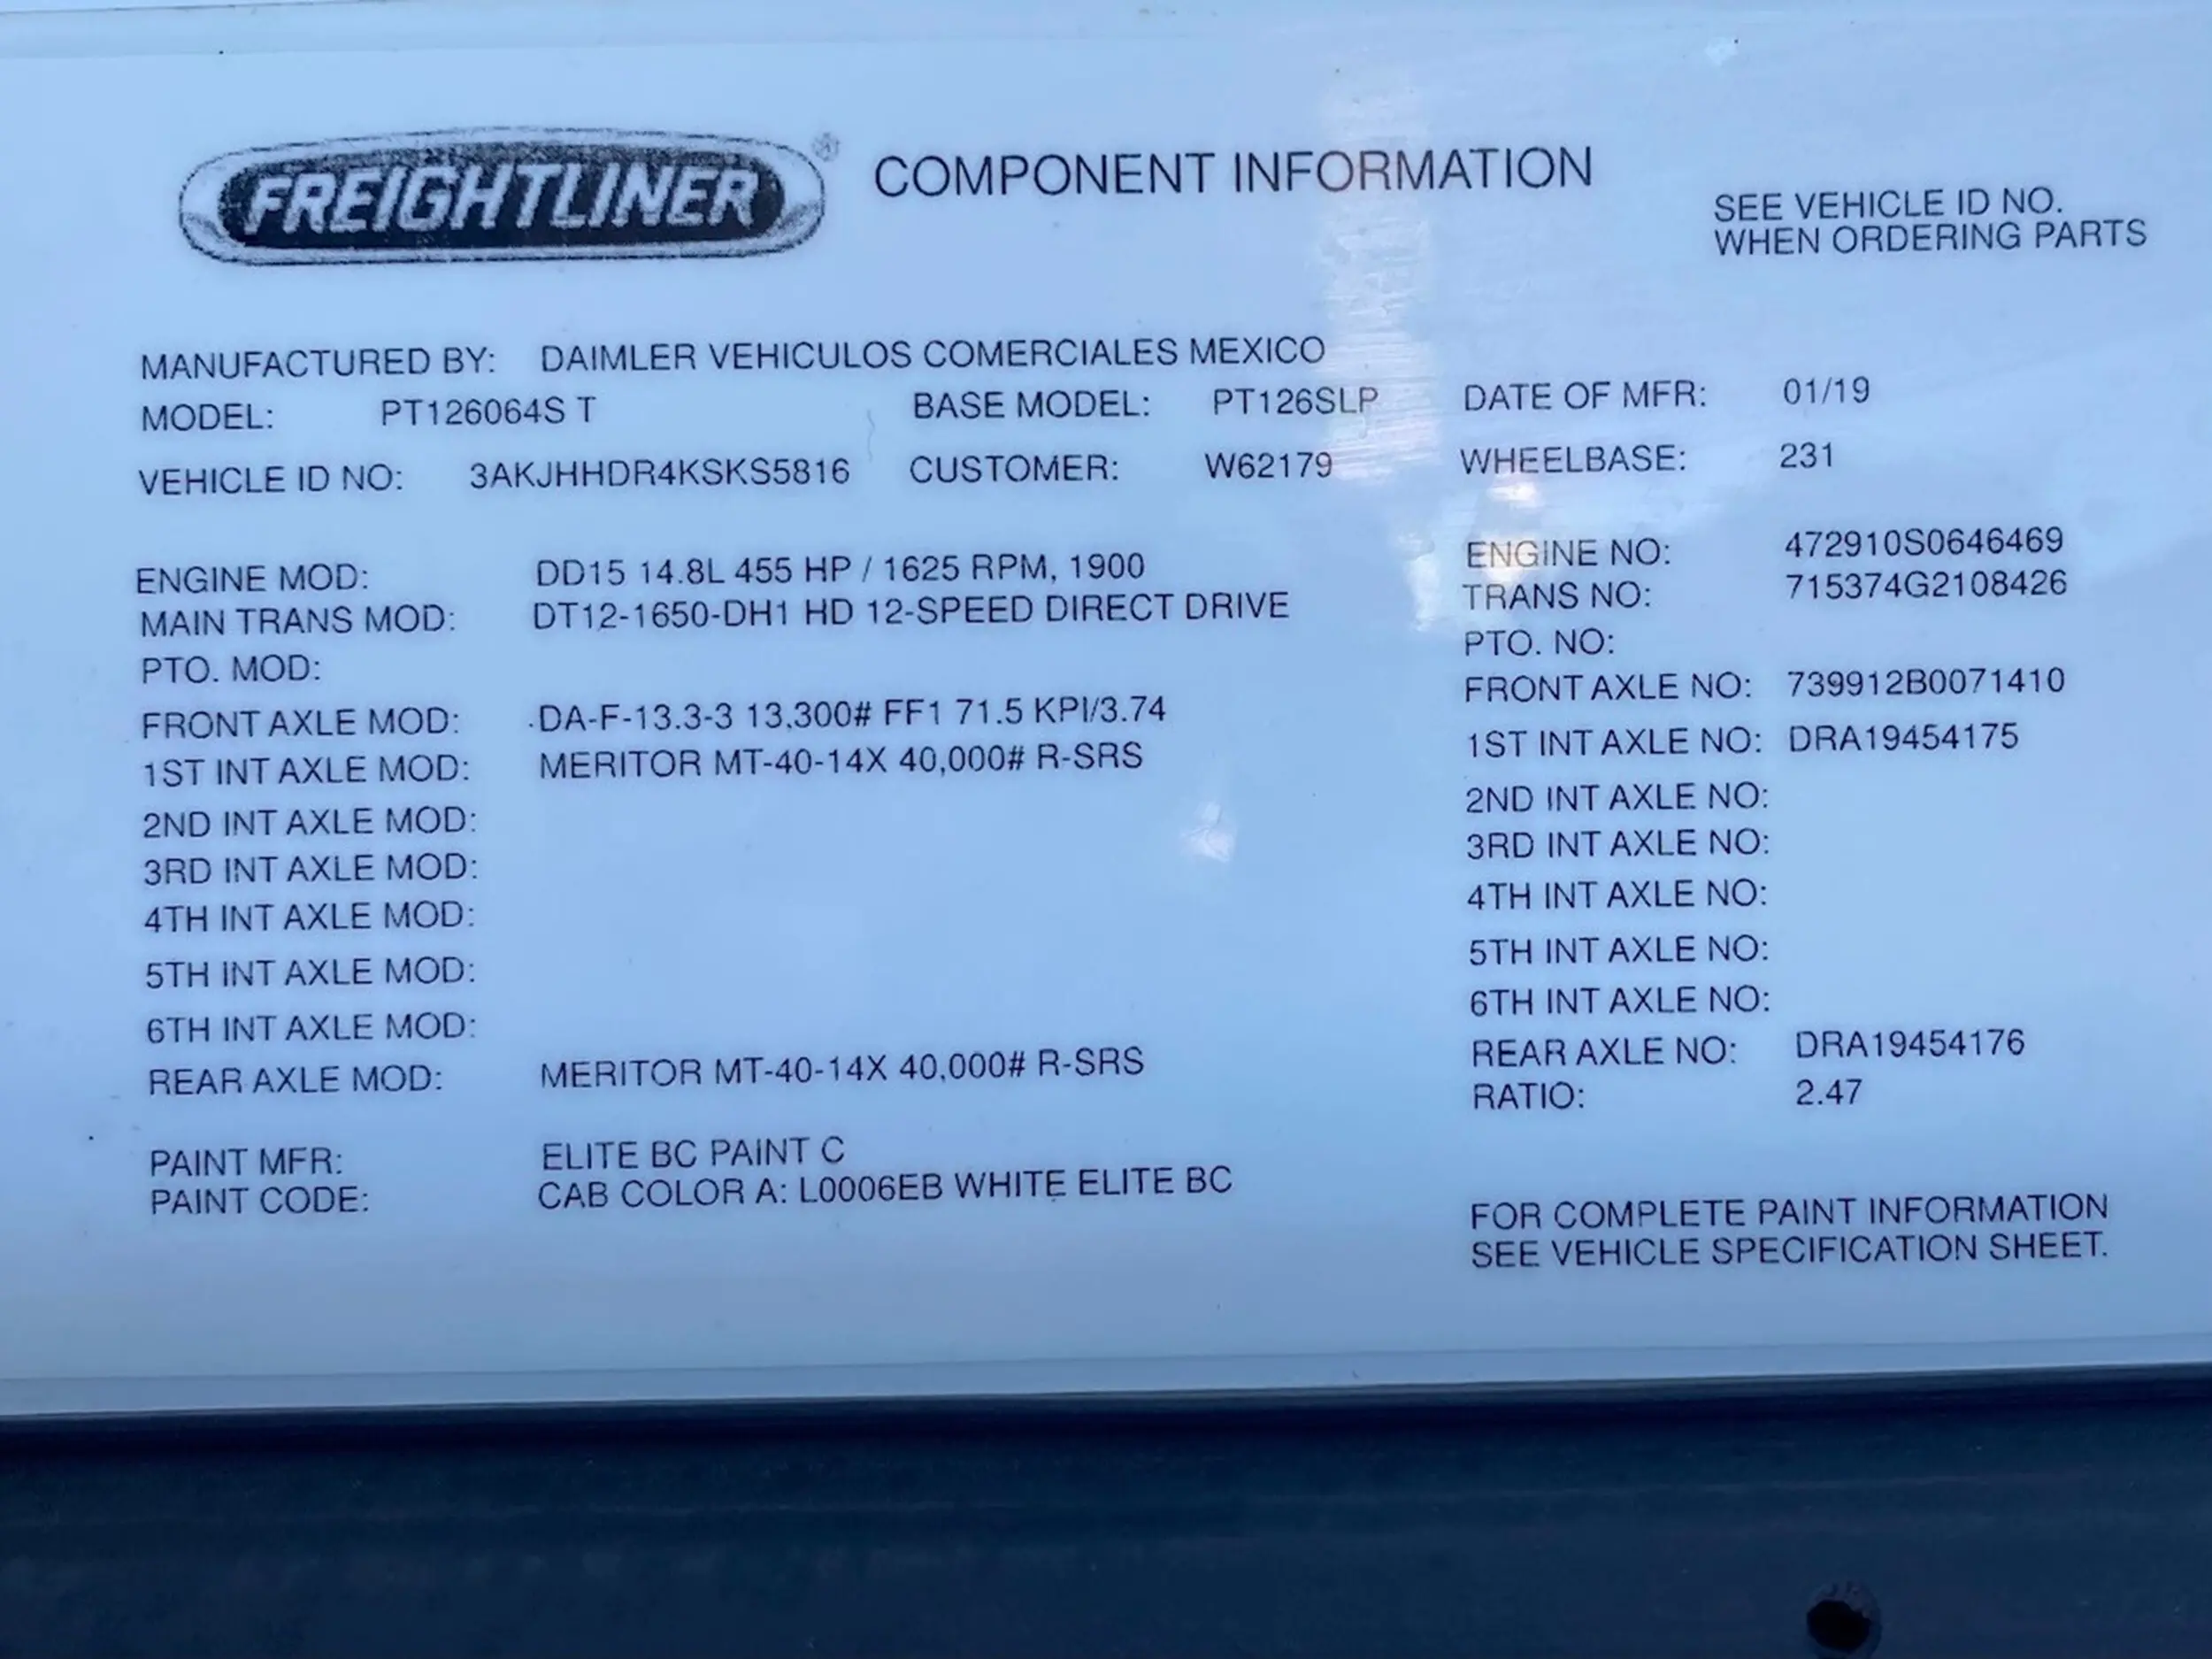 FREIGHTLINER ® COMPONENT INFORMATION
SEE VEHICLE ID NO.
WHEN ORDERING PARTS
MANUFACTURED BY: DAIMLER VEHICULOS COMERCIALES MEXICO
MODEL: PT126064S T BASE MODEL: PT126SLP DATE OF MFR: 01/19
VEHICLE ID NO: 3AKJHHDR4KSKS5816 CUSTOMER: W62179 WHEELBASE: 231
ENGINE MOD: DD15 14.8L 455 HP / 1625 RPM, 1900 ENGINE NO: 472910S0646469
MAIN TRANS MOD: DT12-1650-DH1 HD 12-SPEED DIRECT DRIVE TRANS NO: 715374G2108426
PTO. MOD: PTO. NO:
FRONT AXLE MOD: DA-F-13.3-3 13,300# FF1 71.5 KPI/3.74 FRONT AXLE NO: 739912B0071410
1ST INT AXLE MOD: MERITOR MT-40-14X 40,000# R-SRS 1ST INT AXLE NO: DRA19454175
2ND INT AXLE MOD: 2ND INT AXLE NO:
3RD INT AXLE MOD: 3RD INT AXLE NO:
4TH INT AXLE MOD: 4TH INT AXLE NO:
5TH INT AXLE MOD: 5TH INT AXLE NO:
6TH INT AXLE MOD: 6TH INT AXLE NO:
REAR AXLE MOD: MERITOR MT-40-14X 40,000# R-SRS REAR AXLE NO: DRA19454176
RATIO: 2.47
PAINT MFR: ELITE BC PAINT C
PAINT CODE: CAB COLOR A: L0006EB WHITE ELITE BC
FOR COMPLETE PAINT INFORMATION
SEE VEHICLE SPECIFICATION SHEET.